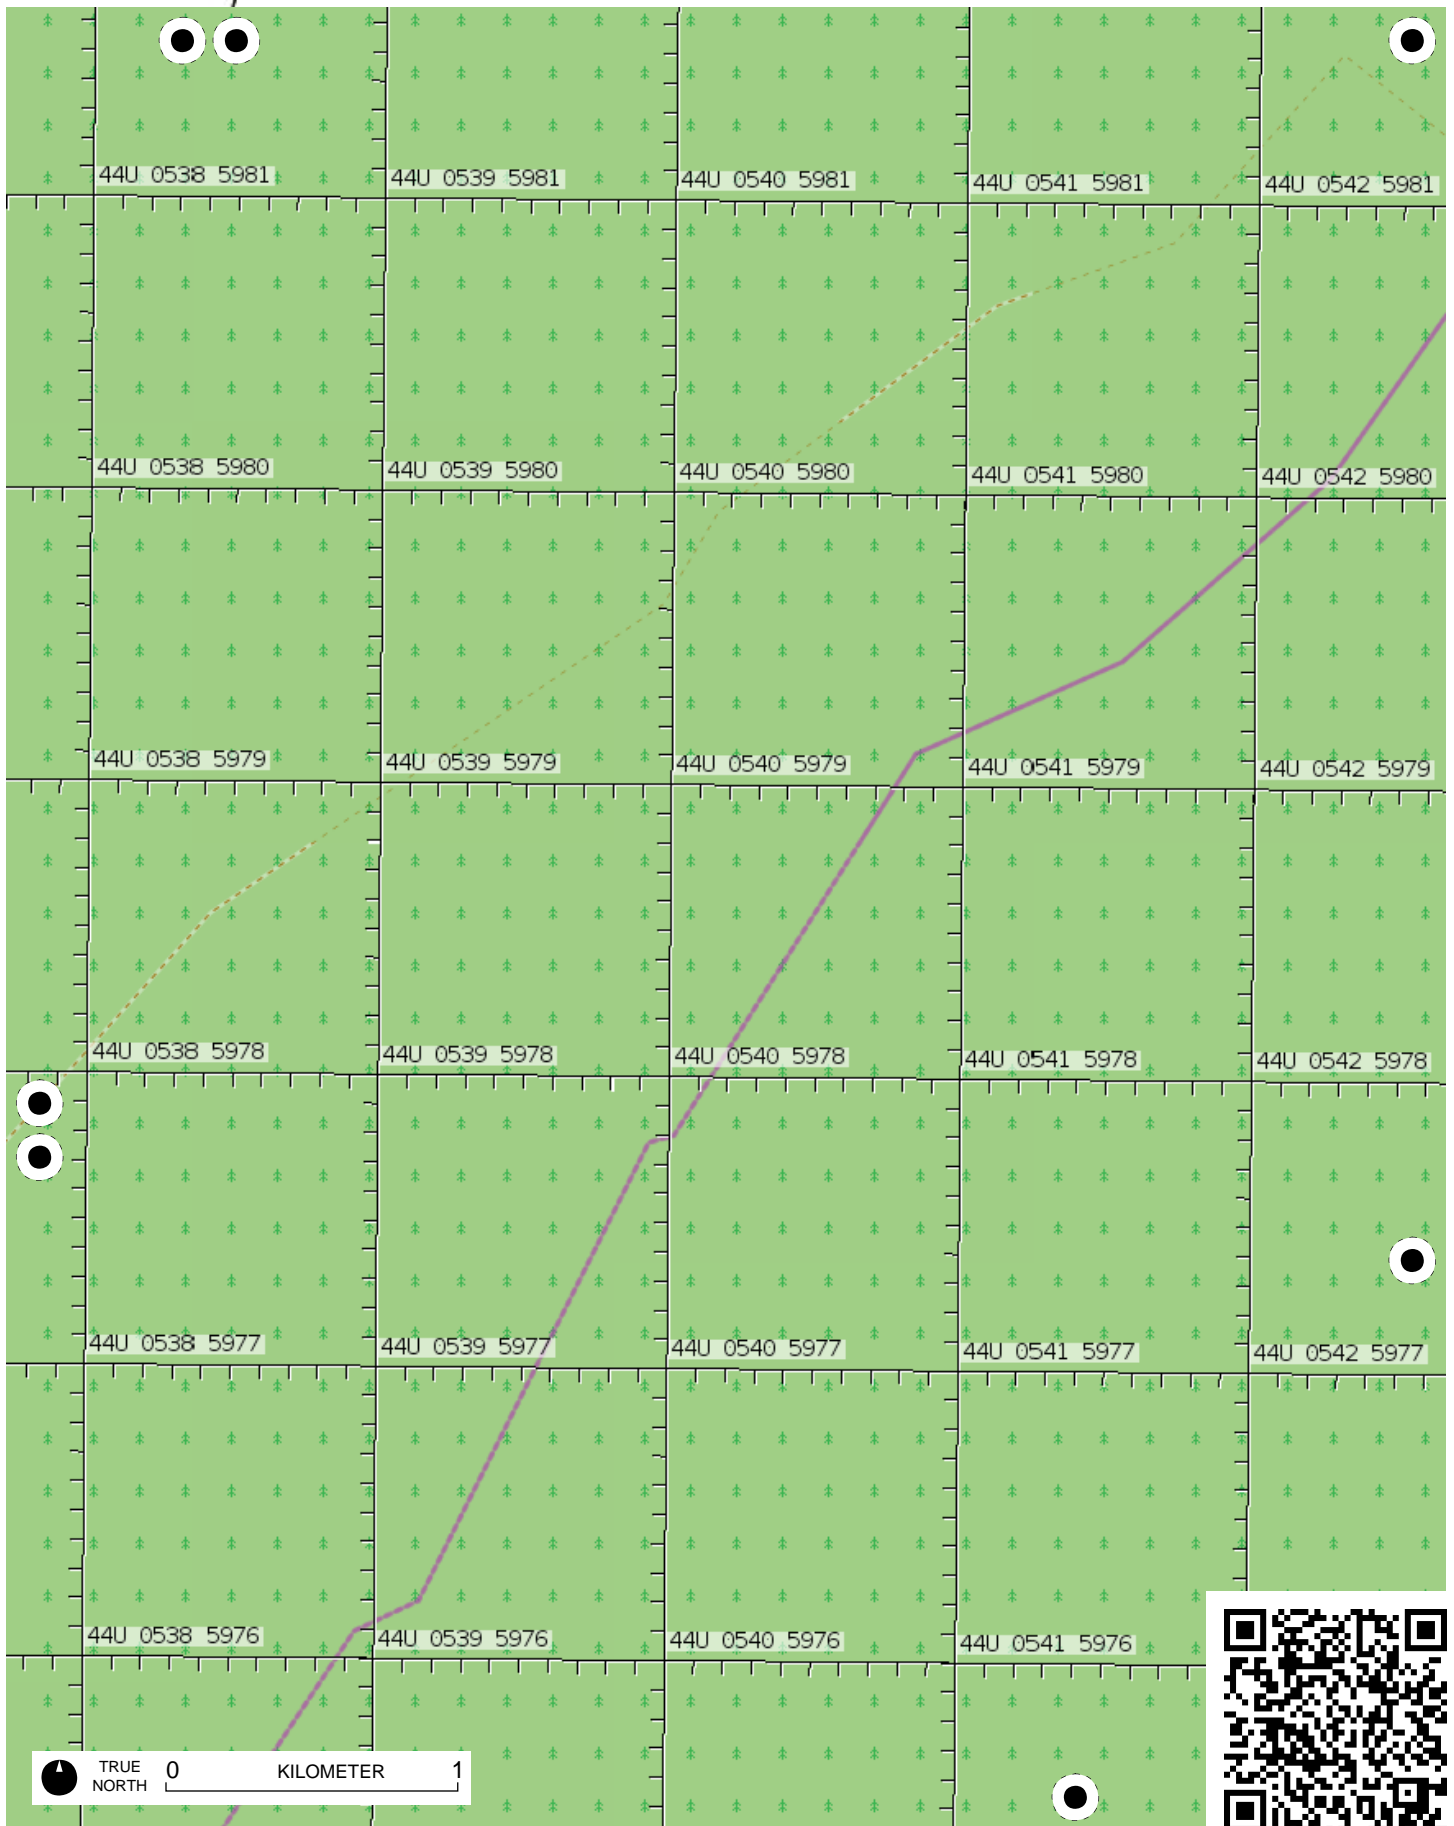 44U 0538 5981 44U 0539 5981 44U 0540 5981 44U 0541 5981 44U 0542 5981
44U 0538 5980 44U 0539 5980 44U 0540 5980 44U 0541 5980 44U 0542 5980
44U 0538 5979 44U 0539 5979 44U 0540 5979 44U 0541 5979 44U 0542 5979
44U 0538 5978 44U 0539 5978 44U 0540 5978 44U 0541 5978 44U 0542 5978
44U 0538 5977 44U 0539 5977 44U 0540 5977 44U 0541 5977 44U 0542 5977
44U 0538 5976 44U 0539 5976 44U 0540 5976 44U 0541 5976
TRUE NORTH
0 KILOMETER 1